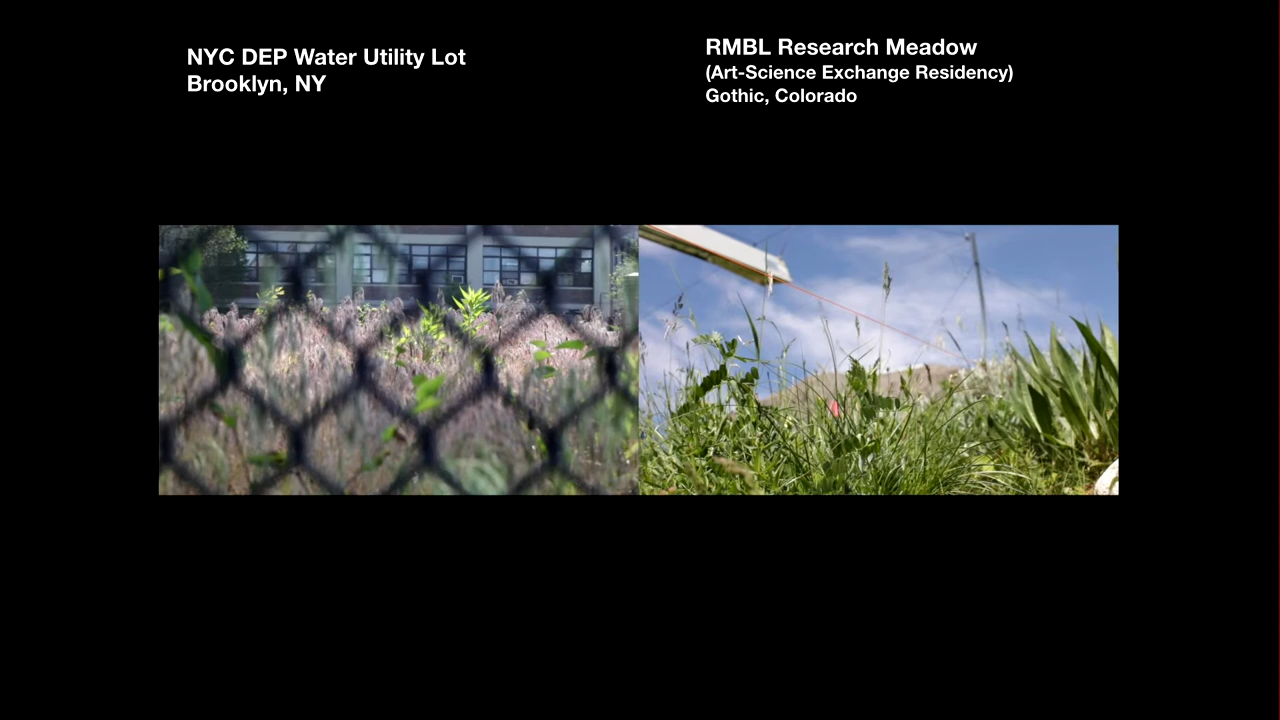 NYC DEP Water Utility Lot
Brooklyn, NY
RMBL Research Meadow
(Art-Science Exchange Residency)
Gothic, Colorado